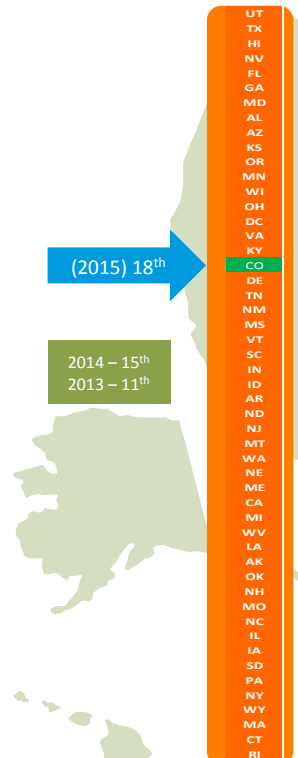 UT
TX
HI
NV
FL
GA
MD
AL
AZ
KS
OR
MN
WI
OH
DC
VA
KY
(2015) 18th
CO
DE
TN
NM
MS
VT
SC
2014 – 15th
2013 – 11th
IN
ID
AR
ND
NJ
MT
WA
NE
ME
CA
MI
WV
LA
AK
OK
NH
MO
NC
IL
IA
SD
PA
NY
WY
MA
CT
RI